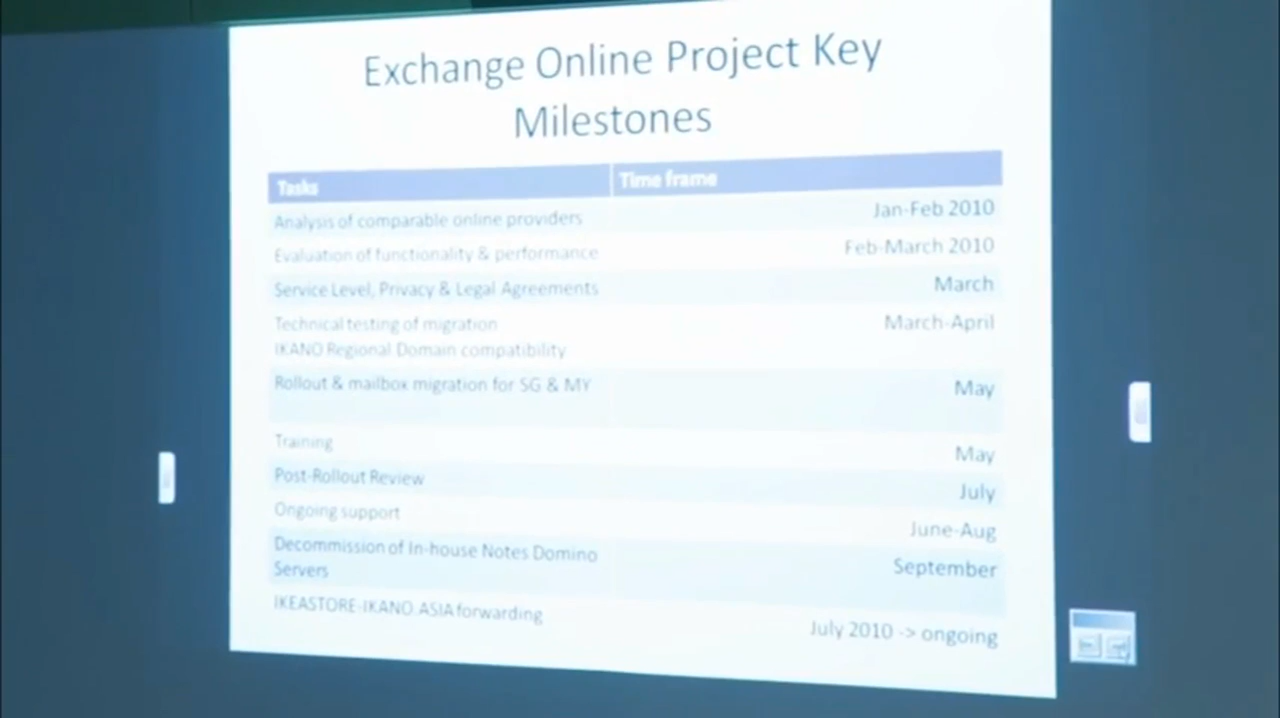 Exchange Online Project Key
Milestones
Tasks Time frame
Analysis of comparable online providers Jan-Feb 2010
Evaluation of functionality & performance Feb-March 2010
Service Level, Privacy & Legal Agreements March
Technical testing of migration March-April
IKANO Regional Domain compatibility
Rollout & mailbox migration for SG & MY May
Training May
Post-Rollout Review July
Ongoing support June-Aug
Decommission of In-house Notes Domino September
Servers
IKEASTORE-IKANO ASIA forwarding July 2010 -> ongoing